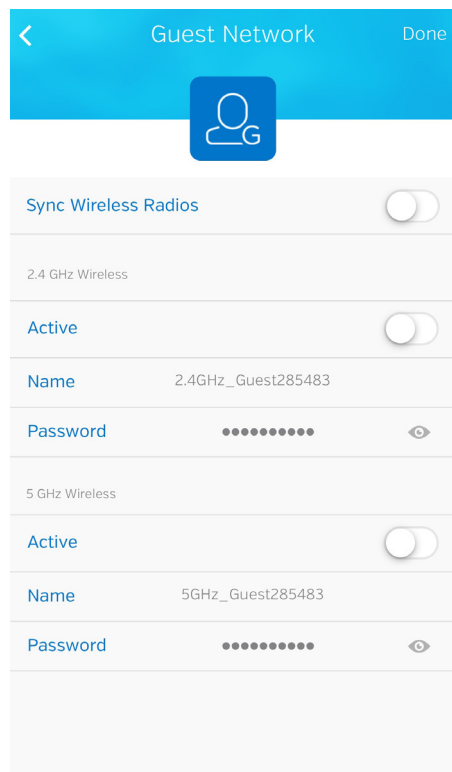 Guest Network Done
G
Sync Wireless Radios
2.4 GHz Wireless
Active
Name 2.4GHz_Guest285483
Password ●●●●●●●●●●
5 GHz Wireless
Active
Name 5GHz_Guest285483
Password ●●●●●●●●●●